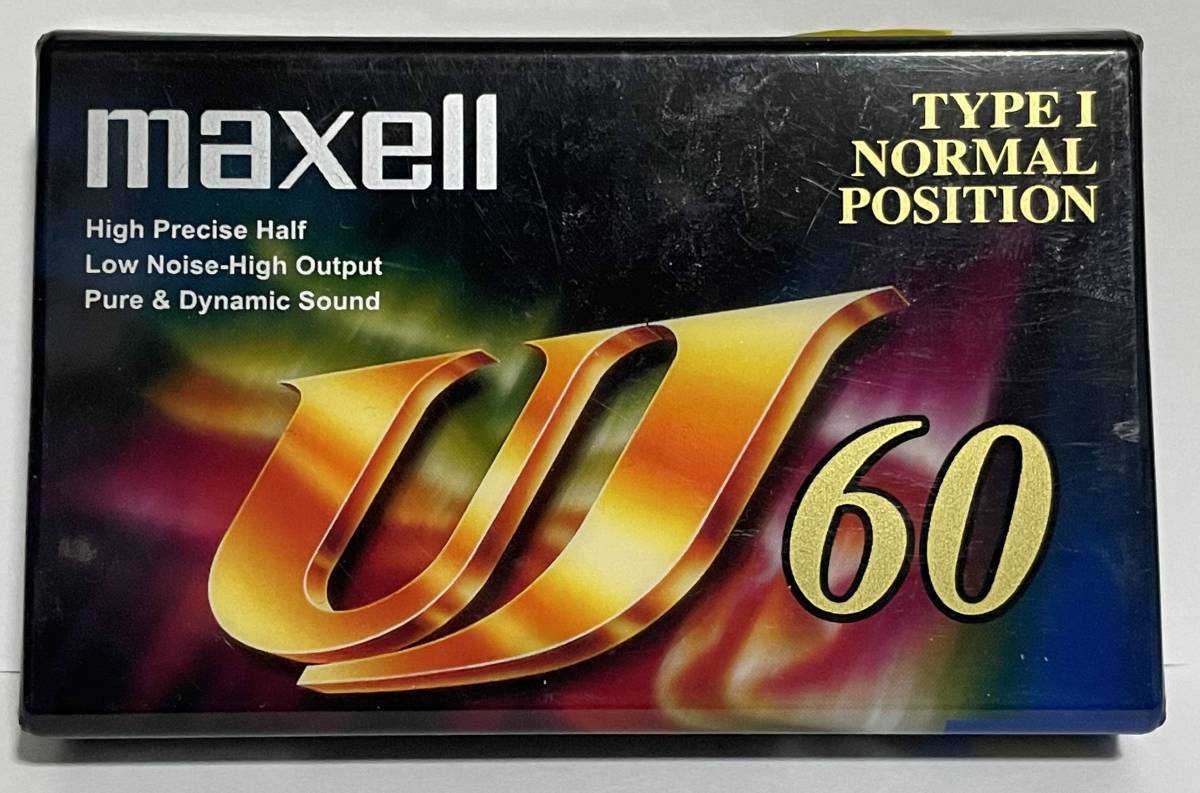 maxell
High Precise Half
Low Noise-High Output
Pure & Dynamic Sound
TYPE I
NORMAL
POSITION
UJ
60